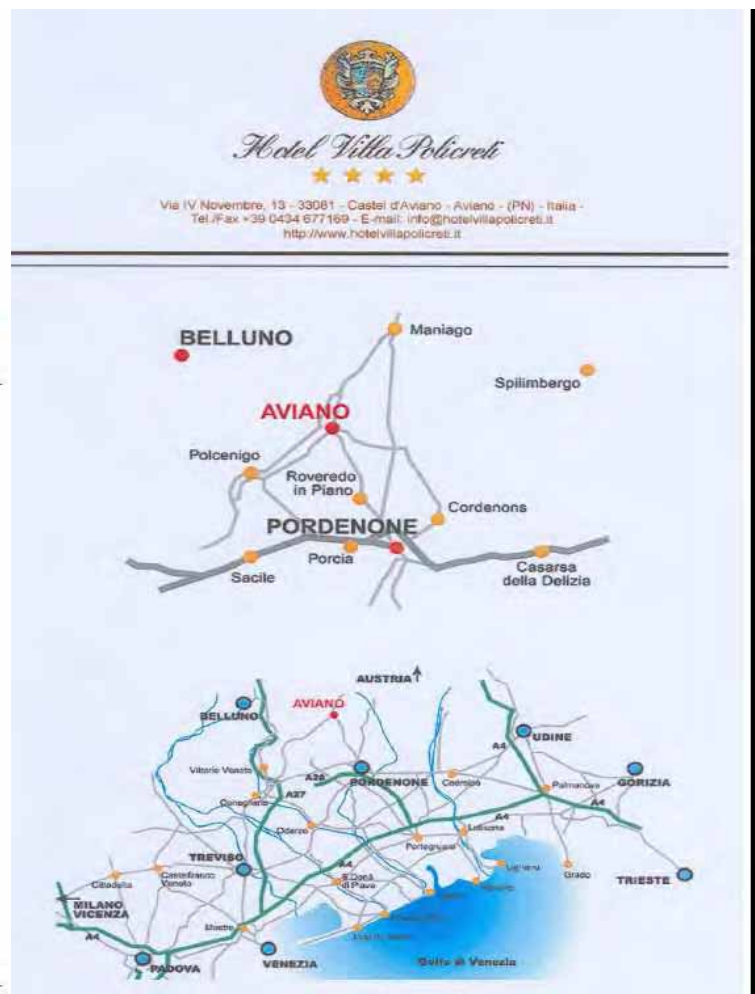 Hotel Villa Policreti
Via IV Novembre, 13 - 33081 - Castel d'Aviano - Aviano - (PN) - Italia -
Tel./Fax +39 0434 677169 - E-mail: info@hotelvillapolicreti.it
http://www.hotelvillapolicreti.it
Maniago
BELLUNO
Spilimbergo
AVIANO
Polcenigo
Roveredo
in Piano
Cordenons
PORDENONE
Porcia
Sacile
Casarsa
della Delizia
AUSTRIA
AVIANO
BELLUNO
UDINE
A4
Vittorio Veneto
A28
PORDENONE
Codroipo
GORIZIA
Palmanova
A27
Conegliano
A4
A4
Oderzo
Latisana
Portogruaro
TREVISO
A4
Cittadella
Castelfranco
Veneto
S.Donà
di Piave
Lignano
Grado
TRIESTE
MILANO
VICENZA
Mestre
A4
PADOVA
VENEZIA
Golfo di Venezia